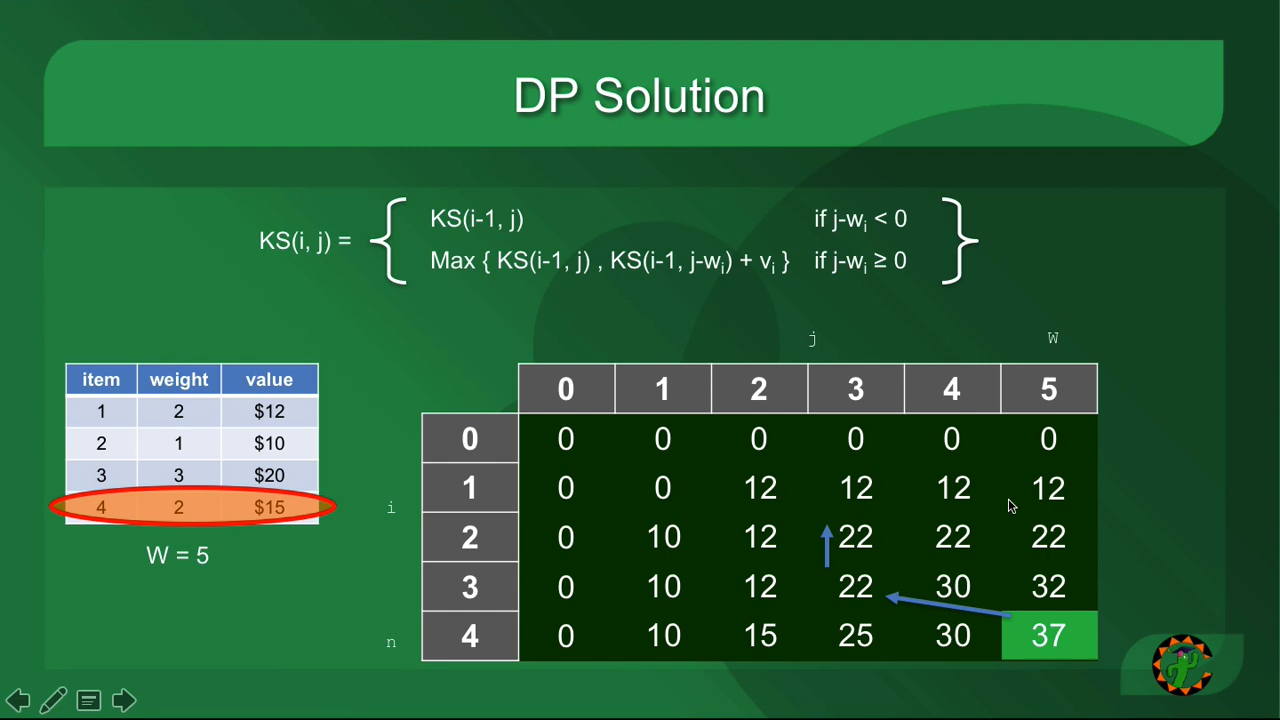 DP Solution
KS(i-1, j) if j-wi < 0
KS(i, j) =
Max { KS(i-1, j) , KS(i-1, j-wi) + vi } if j-wi ≥ 0
j W
item weight value
1 2 $12
2 1 $10
3 3 $20
4 2 $15
W = 5
0 1 2 3 4 5
0 0 0 0 0 0 0
1 0 0 12 12 12 12
i
2 0 10 12 22 22 22
3 0 10 12 22 30 32
n 4 0 10 15 25 30 37